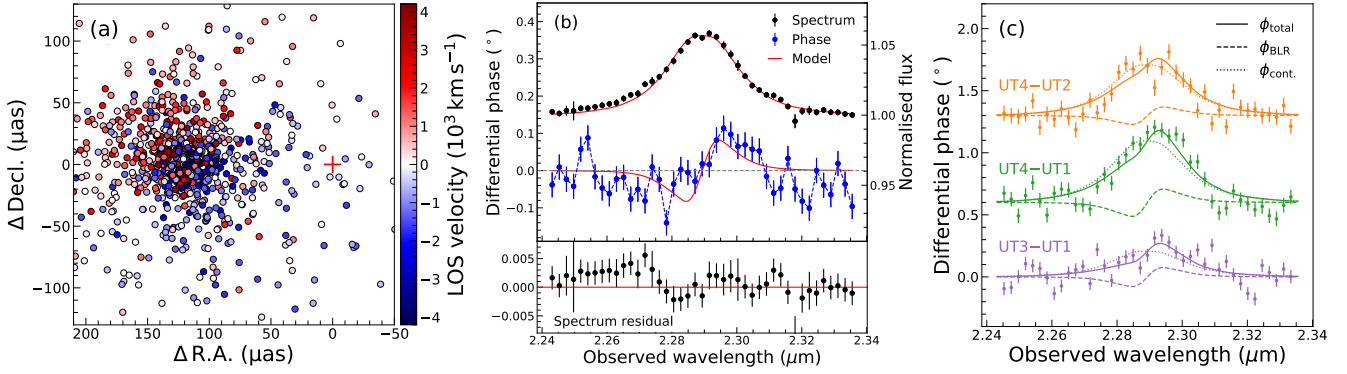 (a)
Δ Decl. (μas)
100
50
0
−50
−100
200
150
100
50
0
−50
Δ R.A. (μas)
4
3
2
1
0
−1
−2
−3
−4
LOS velocity (10³ km s⁻¹)
(b)
Spectrum
Phase
Model
Differential phase (°)
0.4
0.3
0.2
0.1
0.0
−0.1
1.05
1.00
0.95
Normalised flux
0.005
0.000
−0.005
Spectrum residual
2.24
2.26
2.28
2.30
2.32
2.34
Observed wavelength (μm)
(c)
ϕtotal
ϕBLR
ϕcont.
UT4−UT2
UT4−UT1
UT3−UT1
Differential phase (°)
2.0
1.5
1.0
0.5
0.0
2.24
2.26
2.28
2.30
2.32
2.34
Observed wavelength (μm)